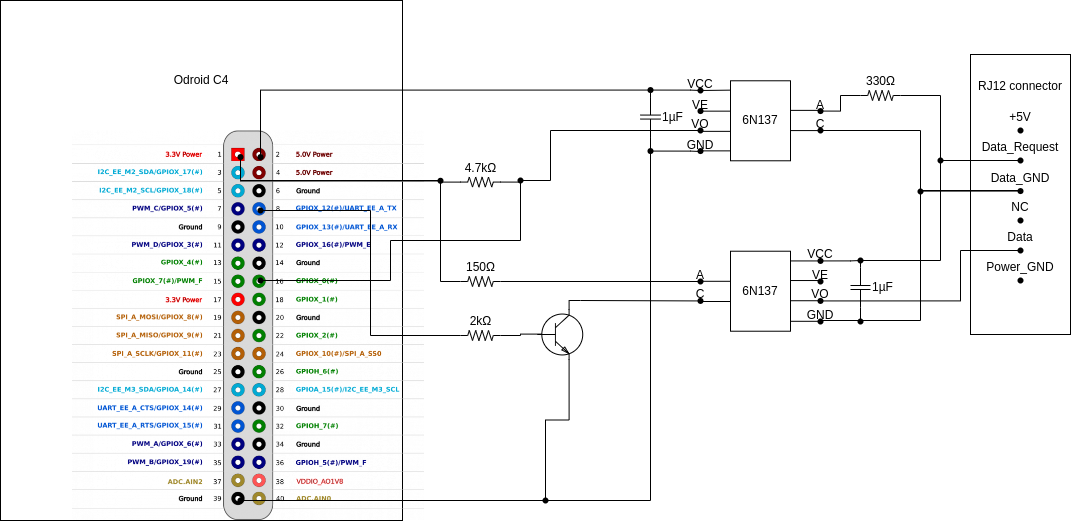 Odroid C4
3.3V Power 1 2 5.0V Power
I2C_EE_M2_SDA/GPIOX_17(#) 3 4 5.0V Power
I2C_EE_M2_SCL/GPIOX_18(#) 5 6 Ground
PWM_C/GPIOX_5(#) 7 8 GPIOX_12(#)/UART_EE_A_TX
Ground 9 10 GPIOX_13(#)/UART_EE_A_RX
PWM_D/GPIOX_3(#) 11 12 GPIOX_16(#)/PWM_E
GPIOX_4(#) 13 14 Ground
GPIOX_7(#)/PWM_F 15 16 GPIOX_0(#)
3.3V Power 17 18 GPIOX_1(#)
SPI_A_MOSI/GPIOX_8(#) 19 20 Ground
SPI_A_MISO/GPIOX_9(#) 21 22 GPIOX_2(#)
SPI_A_SCLK/GPIOX_11(#) 23 24 GPIOX_10(#)/SPI_A_SS0
Ground 25 26 GPIOH_6(#)
I2C_EE_M3_SDA/GPIOA_14(#) 27 28 GPIOA_15(#)/I2C_EE_M3_SCL
UART_EE_A_CTS/GPIOX_14(#) 29 30 Ground
UART_EE_A_RTS/GPIOX_15(#) 31 32 GPIOH_7(#)
PWM_A/GPIOX_6(#) 33 34 Ground
PWM_B/GPIOX_19(#) 35 36 GPIOH_5(#)/PWM_F
ADC.AIN2 37 38 VDDIO_AO1V8
Ground 39 40 ADC.AIN0
4.7kΩ
150Ω
2kΩ
1µF
VCC
VE
VO
GND
6N137
A
C
330Ω
A
C
6N137
VCC
VE
VO
GND
1µF
RJ12 connector
+5V
Data_Request
Data_GND
NC
Data
Power_GND